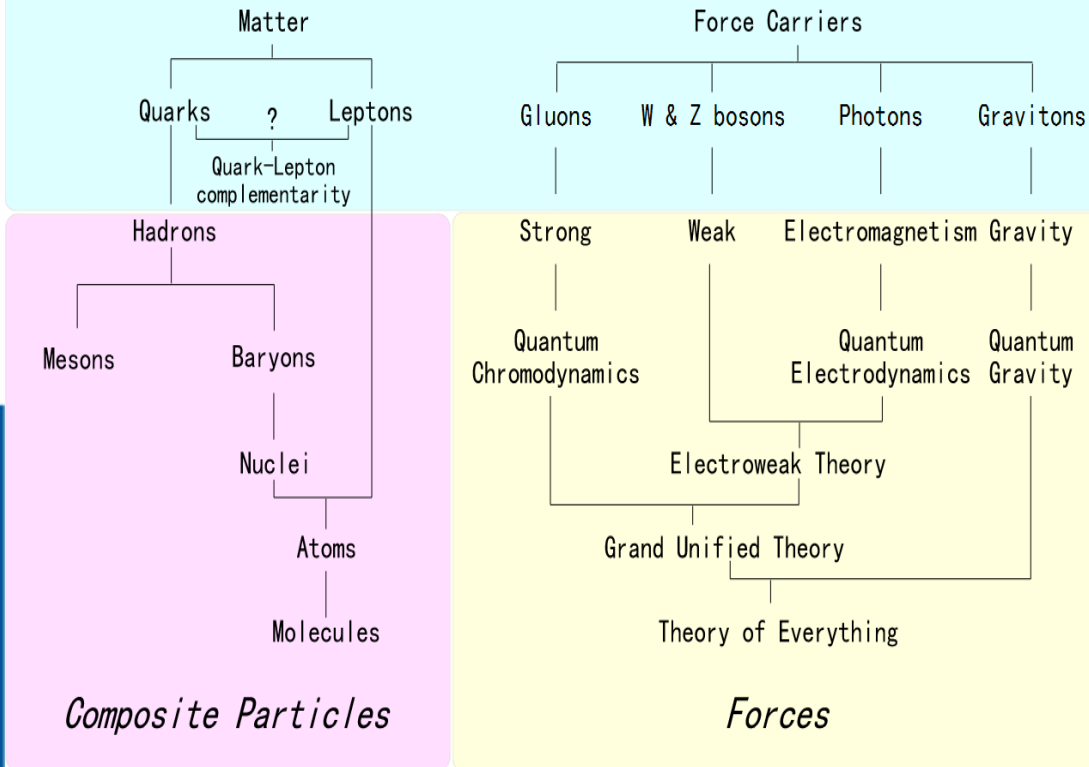 Matter
Force Carriers
Quarks
?
Leptons
Gluons
W & Z bosons
Photons
Gravitons
Quark-Lepton
complementarity
Hadrons
Strong
Weak
Electromagnetism
Gravity
Mesons
Baryons
Quantum
Chromodynamics
Quantum
Electrodynamics
Quantum
Gravity
Nuclei
Electroweak Theory
Atoms
Grand Unified Theory
Molecules
Theory of Everything
Composite Particles
Forces